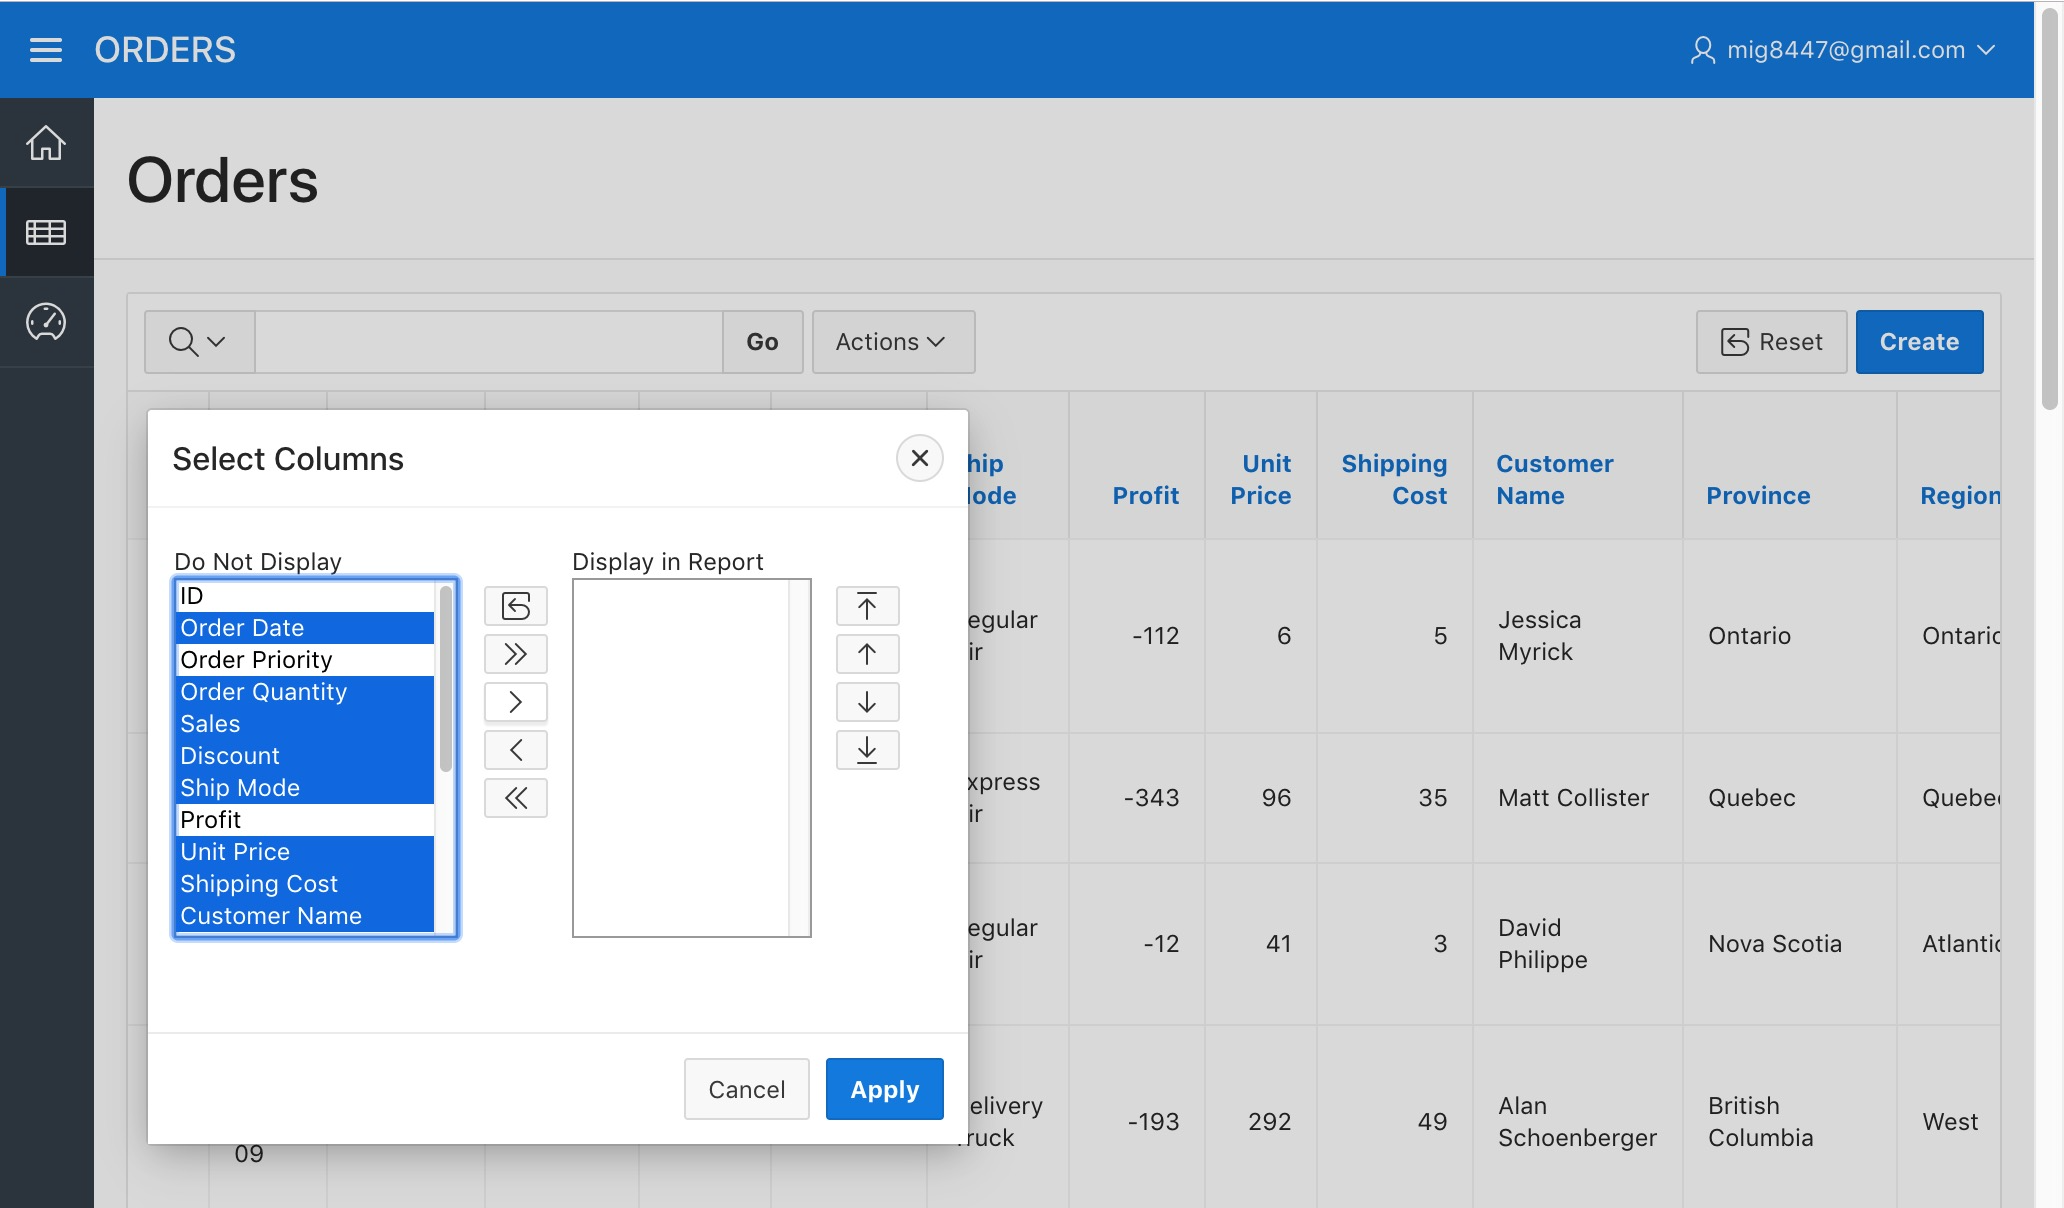 ORDERS
mig8447@gmail.com
Orders
Go
Actions
Reset
Create
Select Columns
Do Not Display
ID
Order Date
Order Priority
Order Quantity
Sales
Discount
Ship Mode
Profit
Unit Price
Shipping Cost
Customer Name
Display in Report
Cancel
Apply
hip
ode
Profit
Unit
Price
Shipping
Cost
Customer
Name
Province
Region
egular
ir
-112
6
5
Jessica
Myrick
Ontario
Ontario
xpress
ir
-343
96
35
Matt Collister
Quebec
Quebec
egular
ir
-12
41
3
David
Philippe
Nova Scotia
Atlantic
elivery
ruck
-193
292
49
Alan
Schoenberger
British
Columbia
West
09